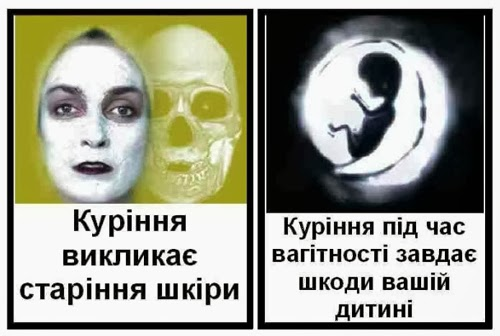 Куріння
викликає
старіння шкіри
Куріння під час
вагітності завдає
шкоди вашій
дитині